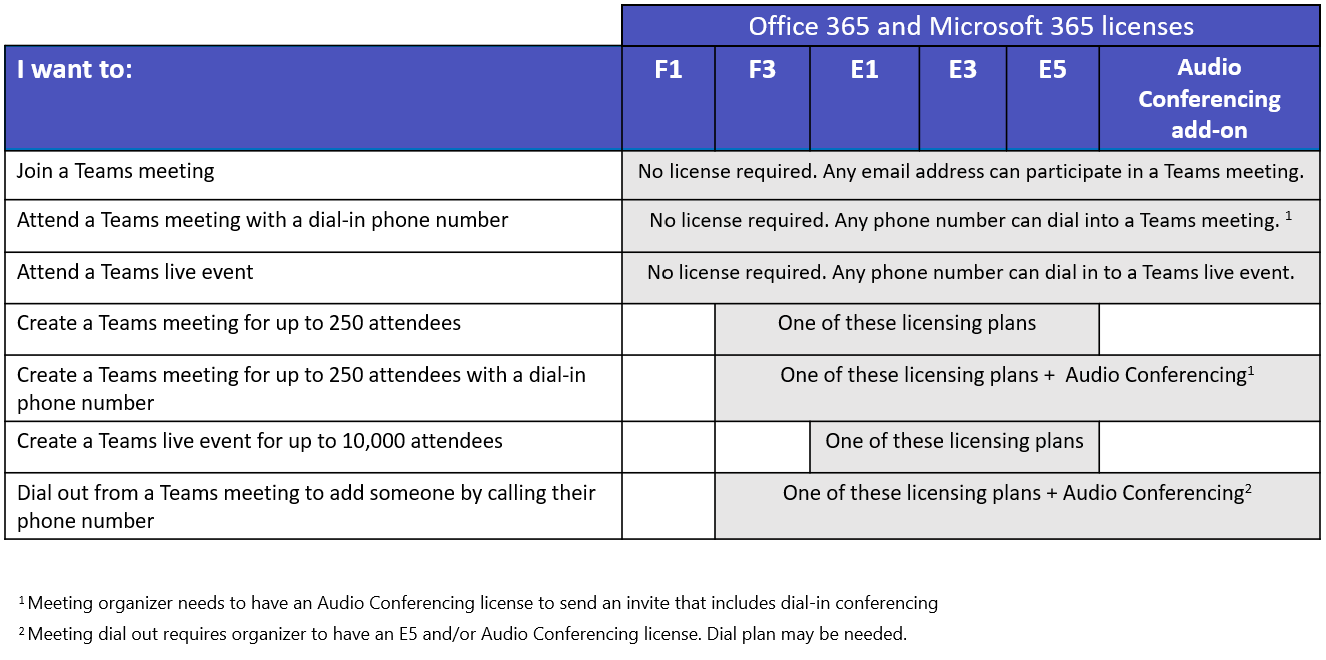 Office 365 and Microsoft 365 licenses
I want to:
F1
F3
E1
E3
E5
Audio
Conferencing
add-on
Join a Teams meeting
No license required. Any email address can participate in a Teams meeting.
Attend a Teams meeting with a dial-in phone number
No license required. Any phone number can dial into a Teams meeting. 1
Attend a Teams live event
No license required. Any phone number can dial in to a Teams live event.
Create a Teams meeting for up to 250 attendees
One of these licensing plans
Create a Teams meeting for up to 250 attendees with a dial-in
phone number
One of these licensing plans + Audio Conferencing1
Create a Teams live event for up to 10,000 attendees
One of these licensing plans
Dial out from a Teams meeting to add someone by calling their
phone number
One of these licensing plans + Audio Conferencing2
1 Meeting organizer needs to have an Audio Conferencing license to send an invite that includes dial-in conferencing
2 Meeting dial out requires organizer to have an E5 and/or Audio Conferencing license. Dial plan may be needed.